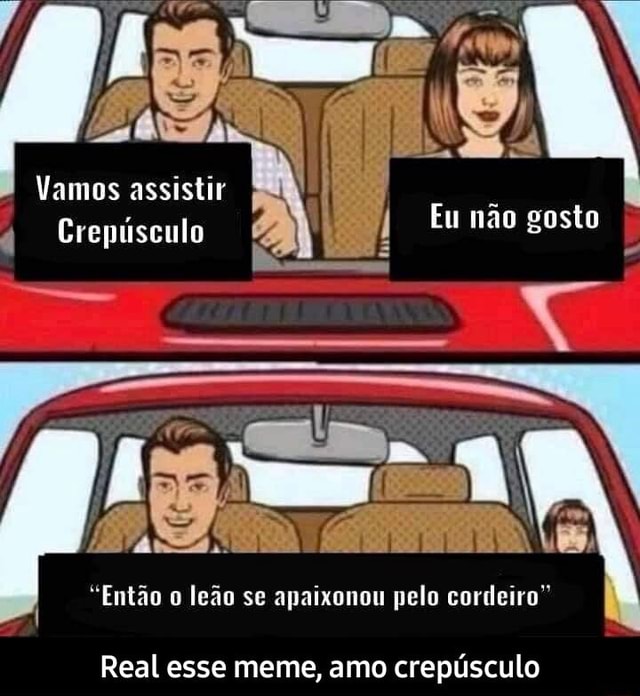 Vamos assistir
Crepúsculo
Eu não gosto
“Então o leão se apaixonou pelo cordeiro”
Real esse meme, amo crepúsculo